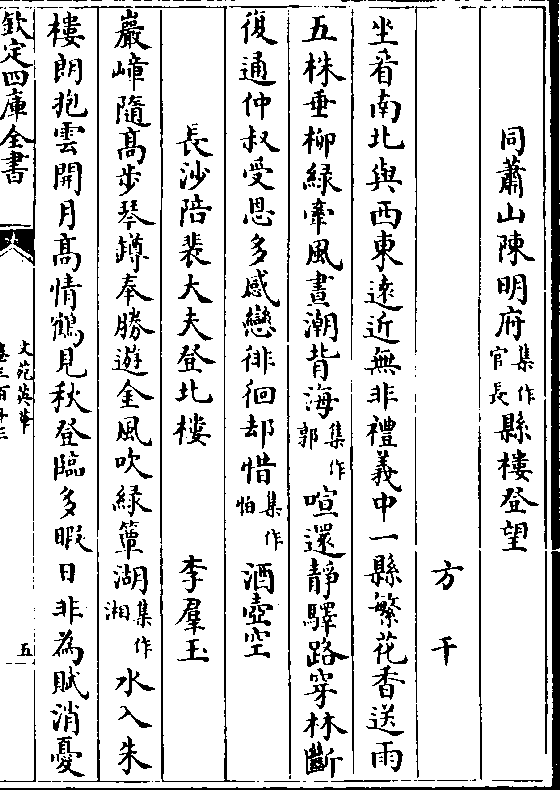 同蕭山陳明府集作官長縣樓登望
方干
坐看南北與西東遠近無非禮義中一縣繁花香送雨
五株垂柳綠牽風晝潮背海集作郭喧還靜驛路穿林斷
復通仲叔受恩多感戀徘徊却惜集作怕酒壺空
長沙陪裴大夫登北樓 李羣玉
巖嶂隨高步琴罇奉勝遊金風吹綠簟湖集作湘水入朱
樓朗抱雲開月高情鶴見秋登臨多暇日非為賦消憂
欽定四庫全書
文苑英華
卷三百十三
五